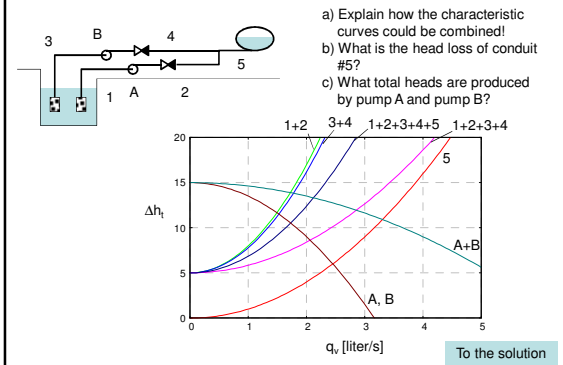 a) Explain how the characteristic
curves could be combined!
b) What is the head loss of conduit
#5?
c) What total heads are produced
by pump A and pump B?
3 B 4
5
1 A 2
1+2 3+4 1+2+3+4+5 1+2+3+4
20
5
15
Δhₜ
10
A+B
5
A, B
0
0 1 2 3 4 5
qᵥ [liter/s]
To the solution